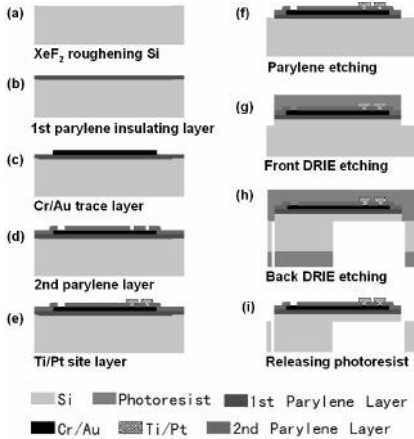 (a)
XeF2 roughening Si
(b)
1st parylene insulating layer
(c)
Cr/Au trace layer
(d)
2nd parylene layer
(e)
Ti/Pt site layer
(f)
Parylene etching
(g)
Front DRIE etching
(h)
Back DRIE etching
(i)
Releasing photoresist
Si Photoresist 1st Parylene Layer
Cr/Au Ti/Pt 2nd Parylene Layer